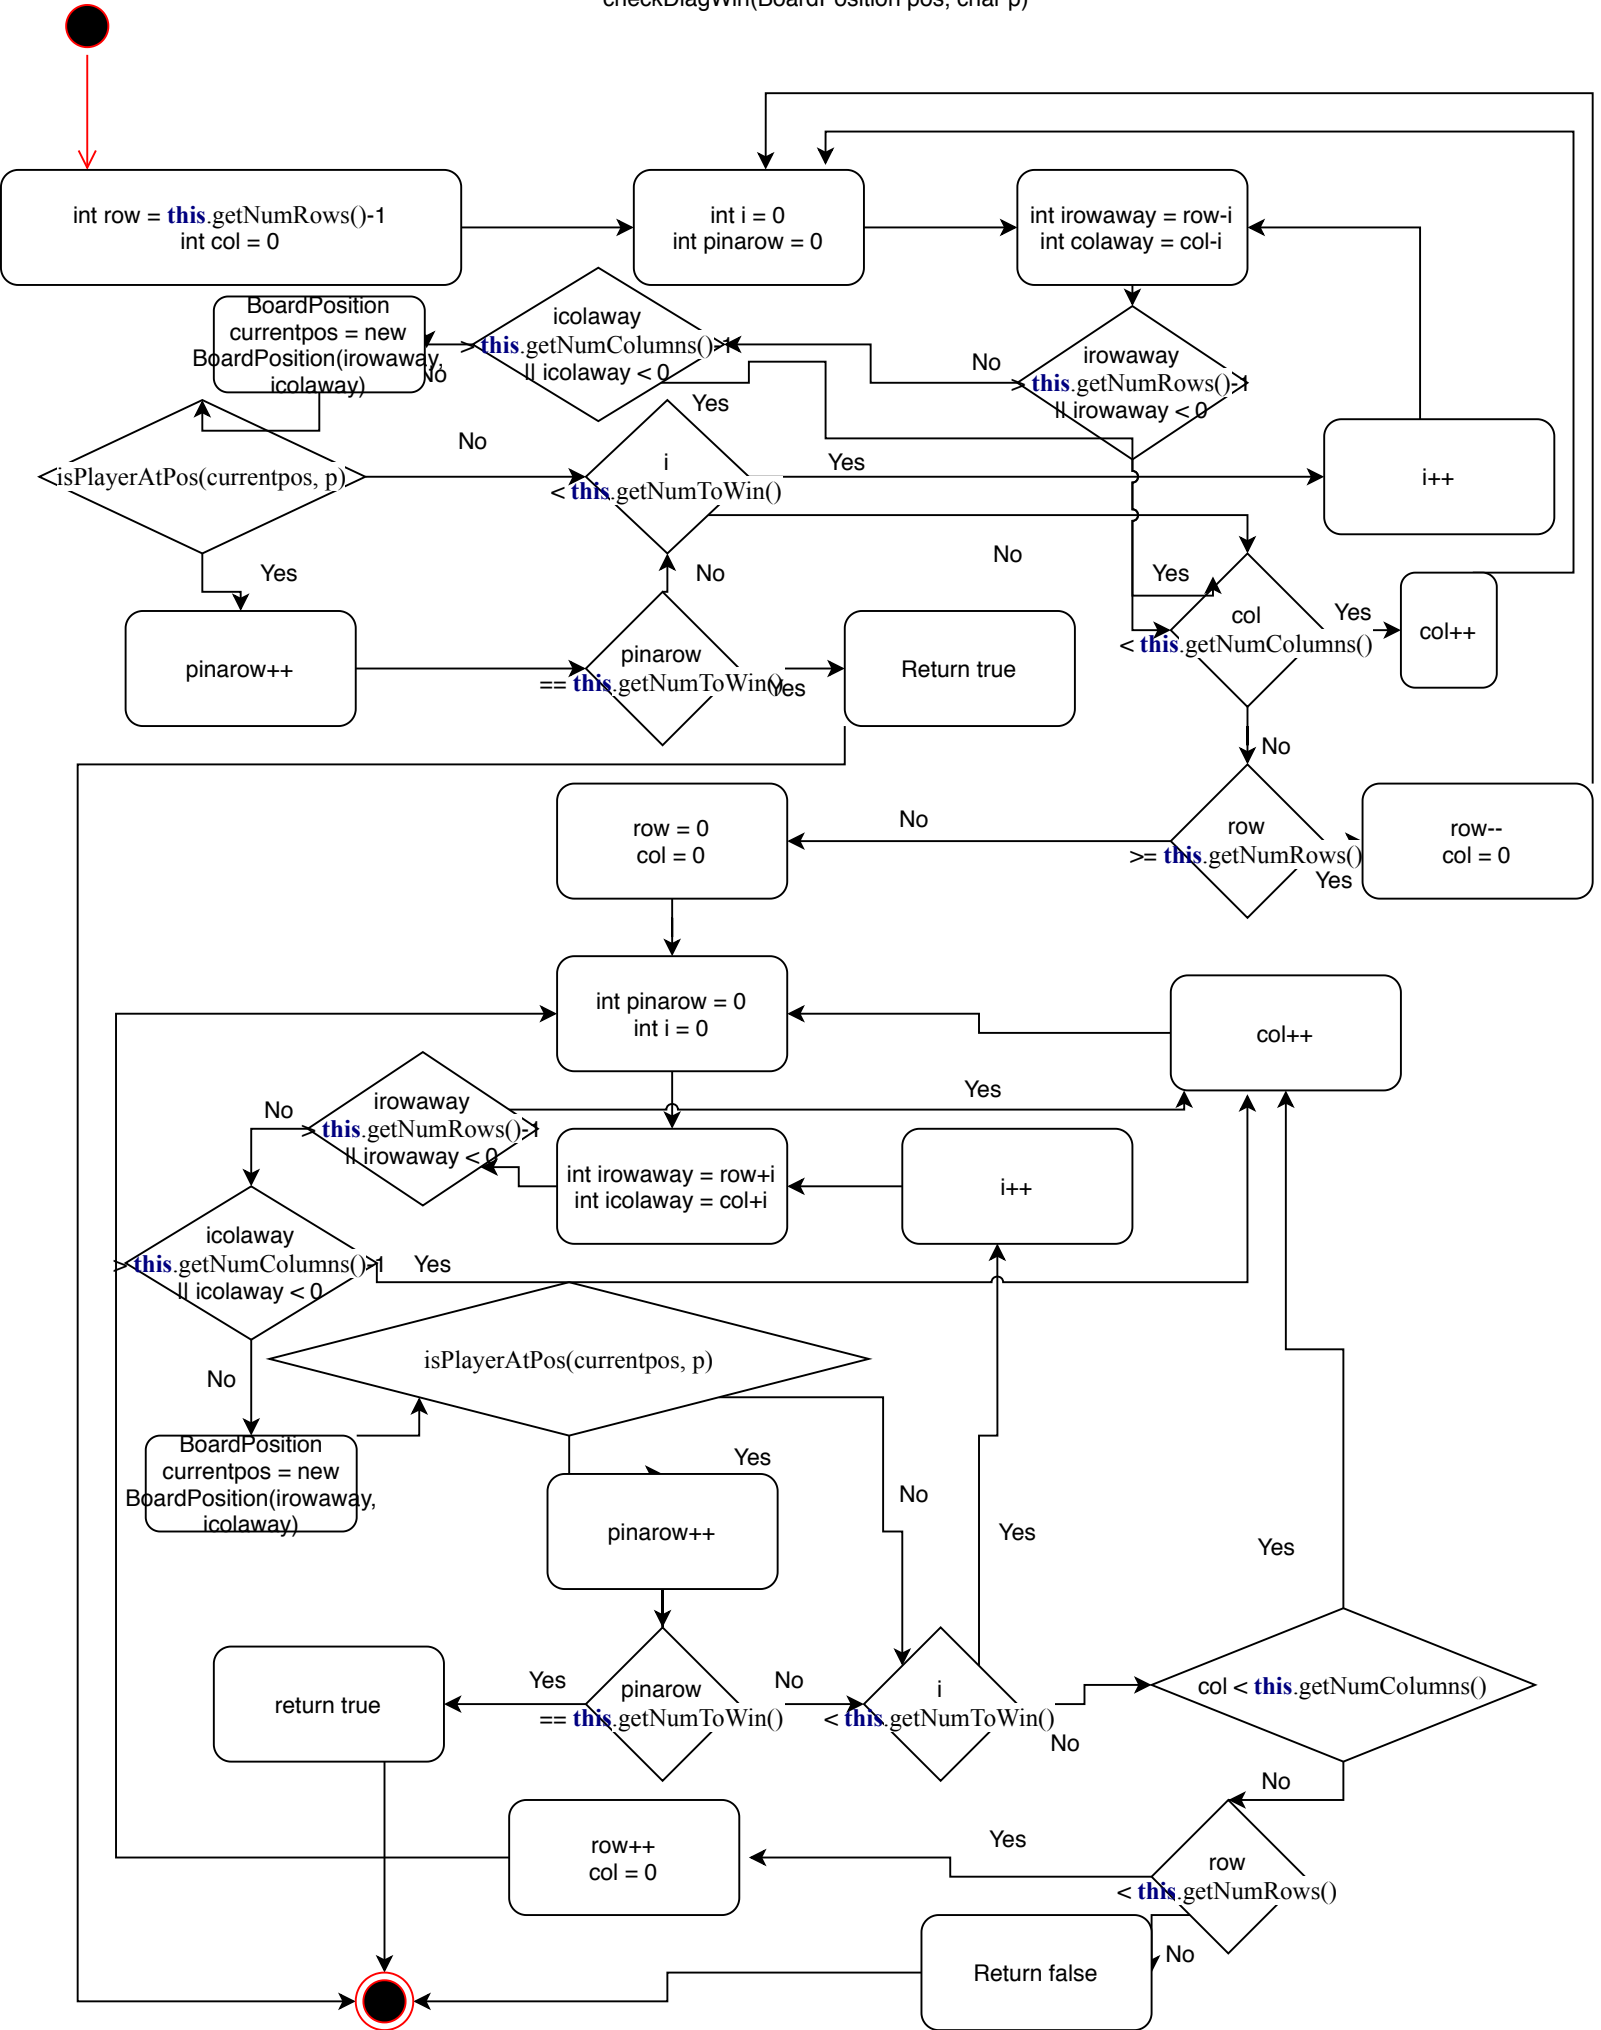 checkDiagWin(BoardPosition pos, char p)
int row = this.getNumRows()-1
int col = 0
int i = 0
int pinarow = 0
int irowaway = row-i
int colaway = col-i
BoardPosition
currentpos = new
BoardPosition(irowaway,
icolaway)
No
icolaway
> this.getNumColumns()-1
|| icolaway < 0
No
irowaway
> this.getNumRows()-1
|| irowaway < 0
Yes
isPlayerAtPos(currentpos, p)
No
i
< this.getNumToWin()
Yes
i++
Yes
No
No
Yes
col
< this.getNumColumns()
Yes
col++
pinarow++
pinarow
== this.getNumToWin()
Yes
Return true
No
row = 0
col = 0
No
row
>= this.getNumRows()
Yes
row--
col = 0
int pinarow = 0
int i = 0
col++
No
irowaway
> this.getNumRows()-1
|| irowaway < 0
Yes
int irowaway = row+i
int icolaway = col+i
i++
icolaway
> this.getNumColumns()-1
|| icolaway < 0
Yes
No
isPlayerAtPos(currentpos, p)
BoardPosition
currentpos = new
BoardPosition(irowaway,
icolaway)
Yes
No
pinarow++
Yes
Yes
return true
Yes
pinarow
== this.getNumToWin()
No
i
< this.getNumToWin()
No
col < this.getNumColumns()
No
row++
col = 0
Yes
row
< this.getNumRows()
No
Return false